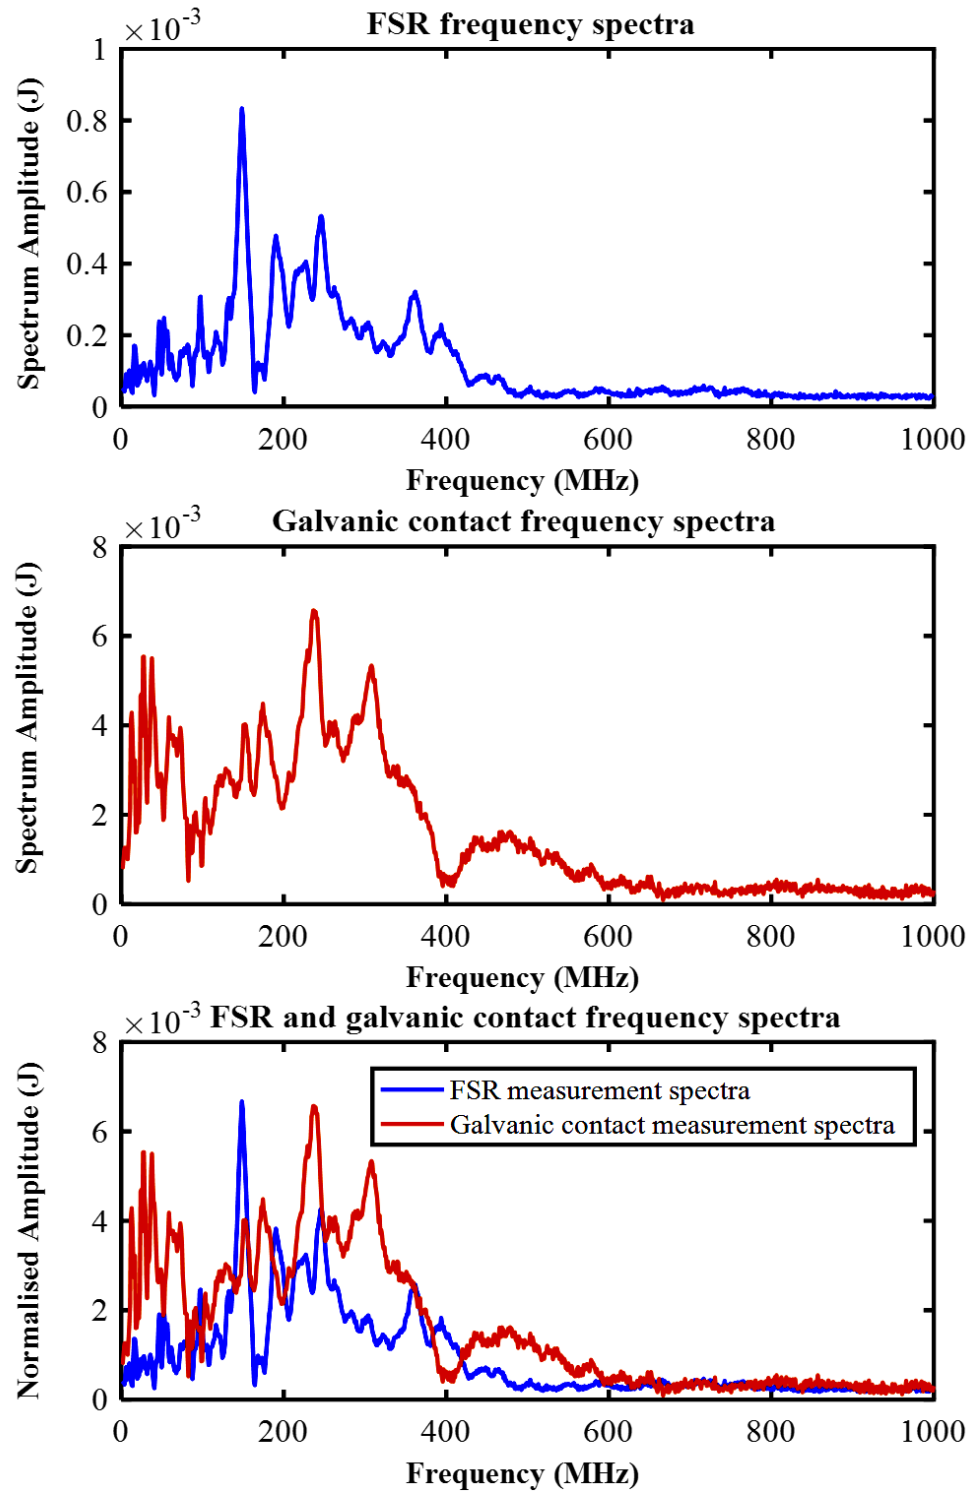 ×10⁻³ FSR frequency spectra
Spectrum Amplitude (J)
1
0.8
0.6
0.4
0.2
0
0 200 400 600 800 1000
Frequency (MHz)
×10⁻³ Galvanic contact frequency spectra
Spectrum Amplitude (J)
8
6
4
2
0
0 200 400 600 800 1000
Frequency (MHz)
×10⁻³ FSR and galvanic contact frequency spectra
Normalised Amplitude (J)
8
6
4
2
0
FSR measurement spectra
Galvanic contact measurement spectra
0 200 400 600 800 1000
Frequency (MHz)